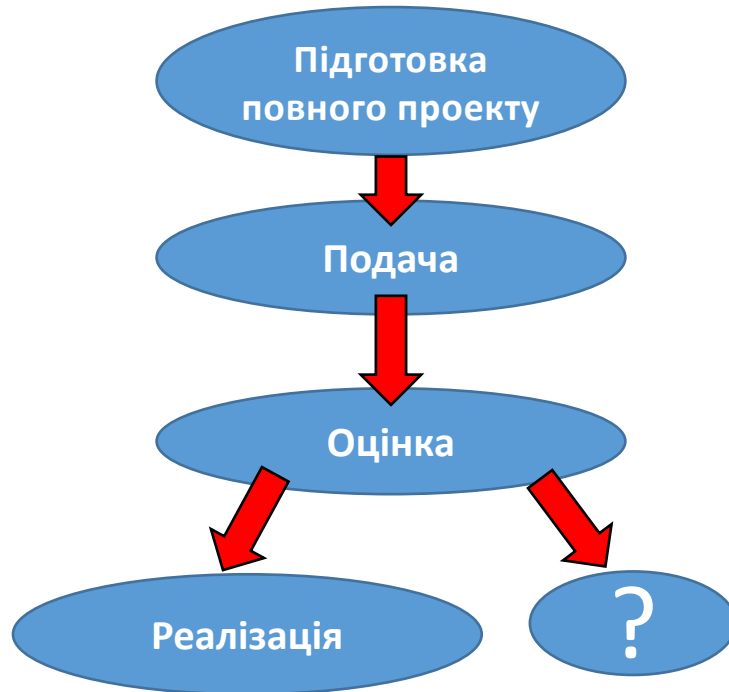 Підготовка
повного проекту
Подача
Оцінка
Реалізація
?